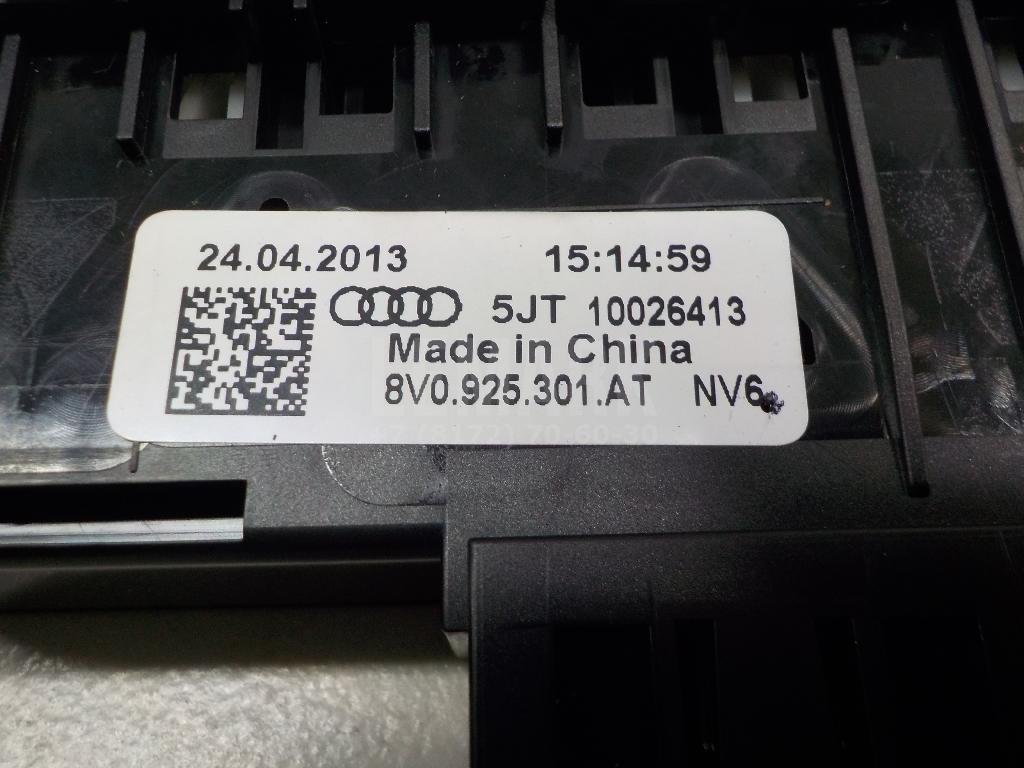 24.04.2013 15:14:59
5JT 10026413
Made in China
8V0.925.301.AT NV6